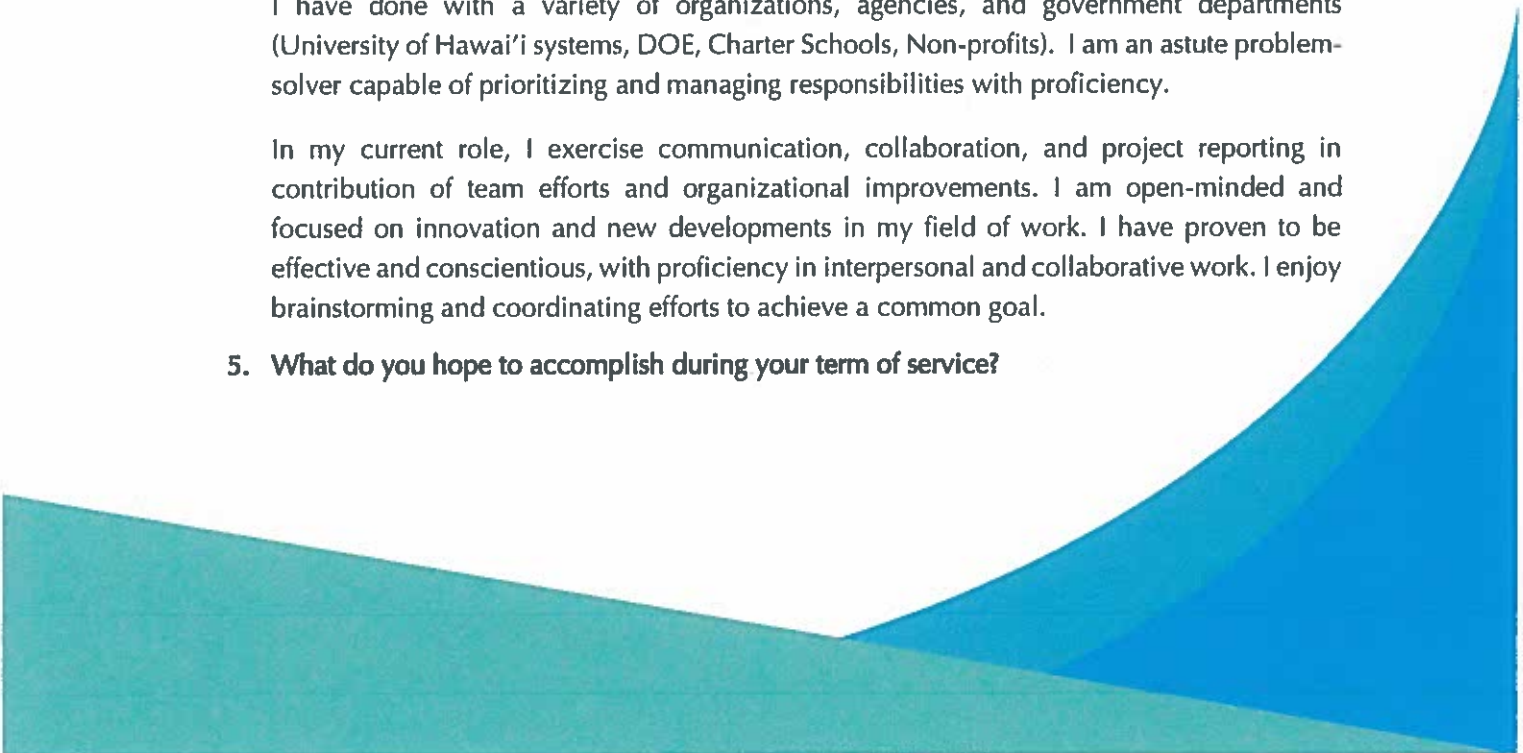 I have done with a variety of organizations, agencies, and government departments
(University of Hawai'i systems, DOE, Charter Schools, Non-profits). I am an astute problem-
solver capable of prioritizing and managing responsibilities with proficiency.
In my current role, I exercise communication, collaboration, and project reporting in
contribution of team efforts and organizational improvements. I am open-minded and
focused on innovation and new developments in my field of work. I have proven to be
effective and conscientious, with proficiency in interpersonal and collaborative work. I enjoy
brainstorming and coordinating efforts to achieve a common goal.
5. What do you hope to accomplish during your term of service?